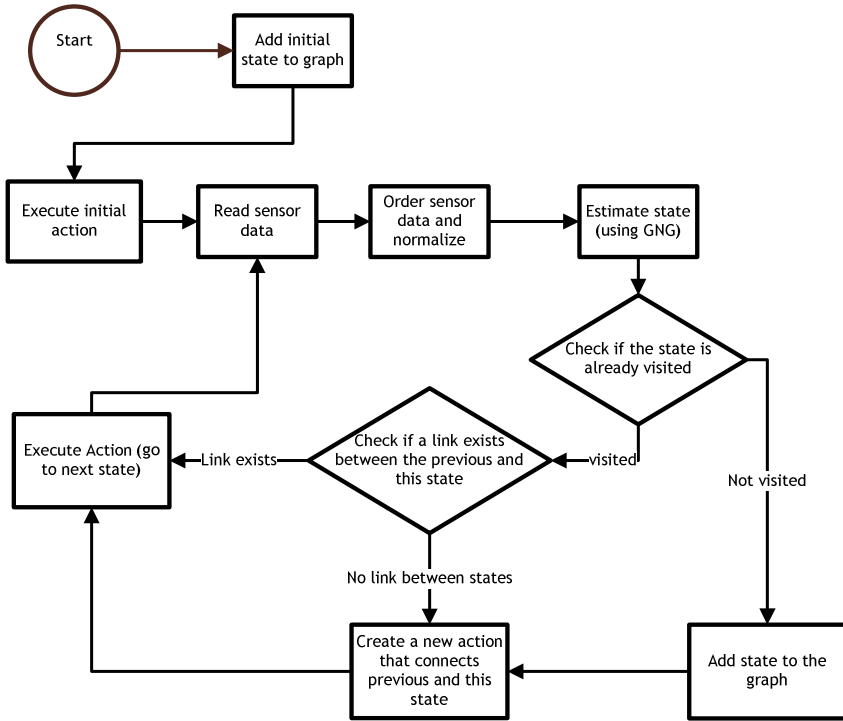 Start
Add initial
state to graph
Execute initial
action
Read sensor
data
Order sensor
data and
normalize
Estimate state
(using GNG)
Check if the state is
already visited
Check if a link exists
between the previous and
this state
Execute Action (go
to next state)
Link exists
visited
Not visited
No link between states
Create a new action
that connects
previous and this
state
Add state to the
graph